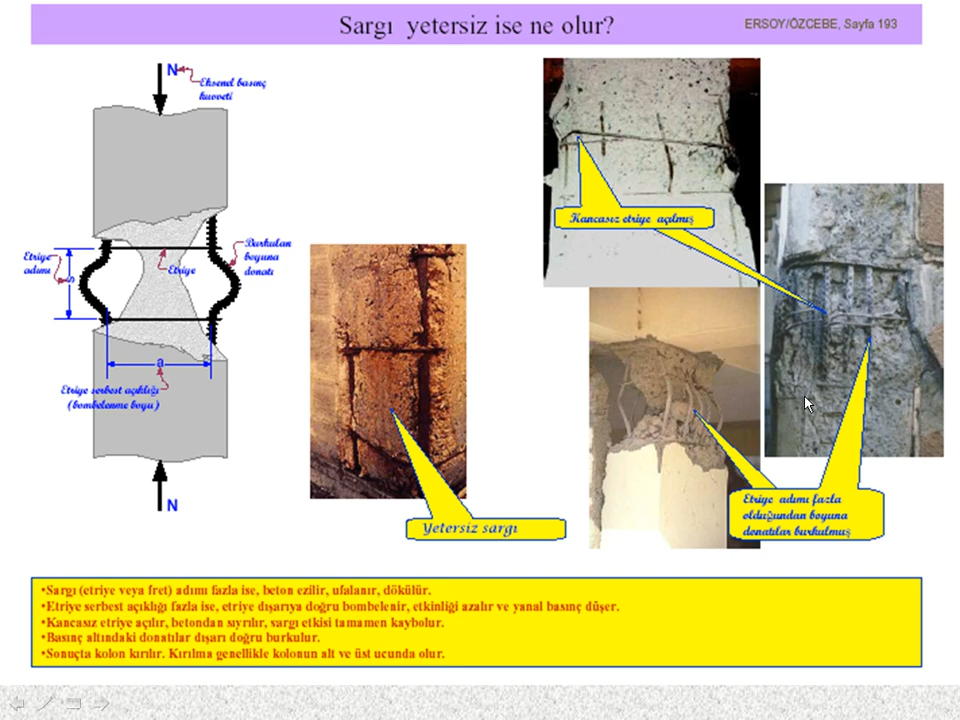 Sargı yetersiz ise ne olur?
ERSOY/ÖZCEBE, Sayfa 193
N
Eksenel basınç
kuvveti
Etriye
adımı
s
Etriye
Burkulan
boyuna
donatı
a
Etriye serbest açıklığı
(bombelenme boyu)
N
Kancasız etriye açılmış
Yetersiz sargı
Etriye adımı fazla
olduğundan boyuna
donatılar burkulmuş
•Sargı (etriye veya fret) adımı fazla ise, beton ezilir, ufalanır, dökülür.
•Etriye serbest açıklığı fazla ise, etriye dışarıya doğru bombelenir, etkinliği azalır ve yanal basınç düşer.
•Kancasız etriye açılır, betondan sıyrılır, sargı etkisi tamamen kaybolur.
•Basınç altındaki donatılar dışarı doğru burkulur.
•Sonuçta kolon kırılır. Kırılma genellikle kolonun alt ve üst ucunda olur.